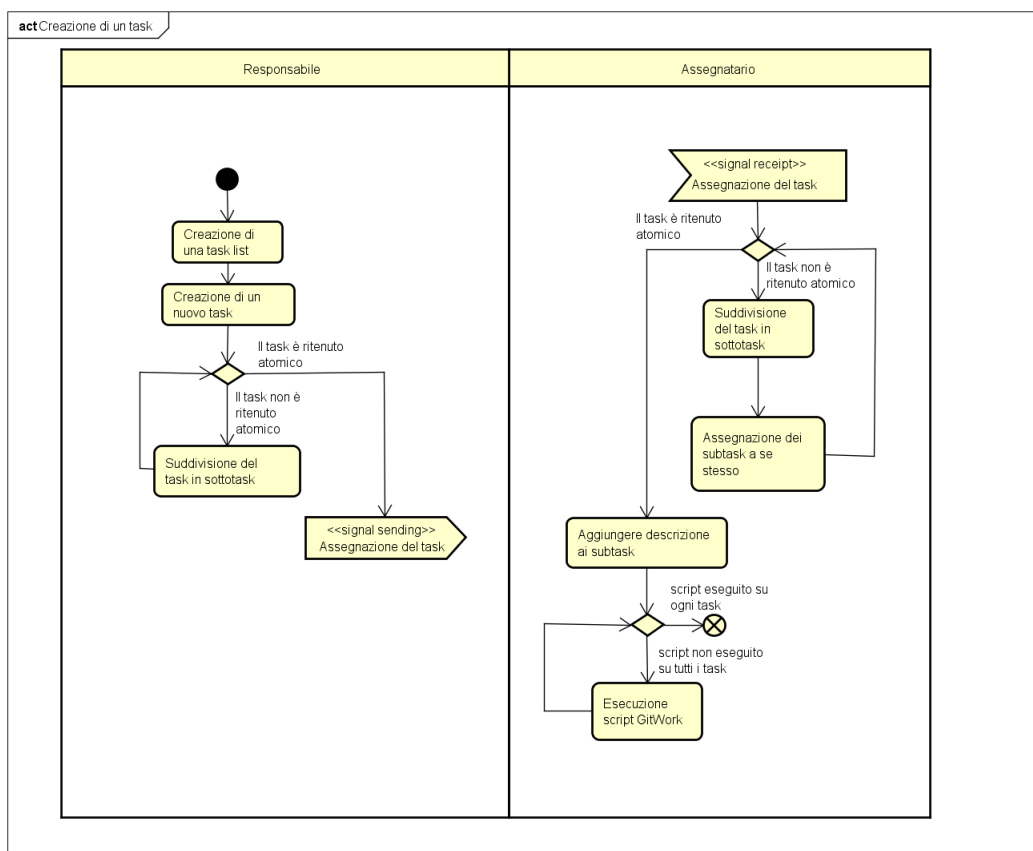 act Creazione di un task
Responsabile
Assegnatario
Creazione di
una task list
Creazione di un
nuovo task
Il task è ritenuto
atomico
Il task non è
ritenuto
atomico
Suddivisione del
task in sottotask
<<signal sending>>
Assegnazione del task
<<signal receipt>>
Assegnazione del task
Il task è ritenuto
atomico
Il task non è
ritenuto atomico
Suddivisione
del task in
sottotask
Assegnazione dei
subtask a se
stesso
Aggiungere descrizione
ai subtask
script eseguito su
ogni task
script non eseguito
su tutti i task
Esecuzione
script GitWork